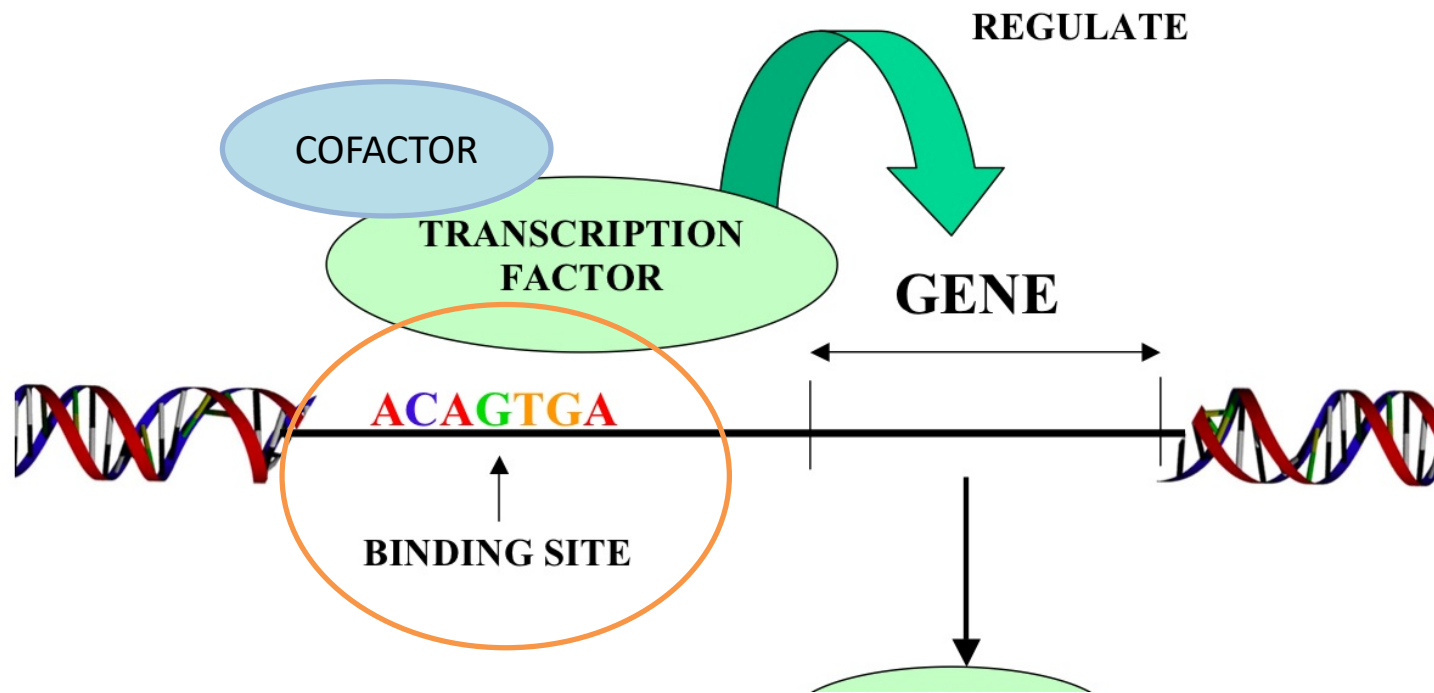 REGULATE
COFACTOR
TRANSCRIPTION
FACTOR
GENE
ACAGTGA
BINDING SITE